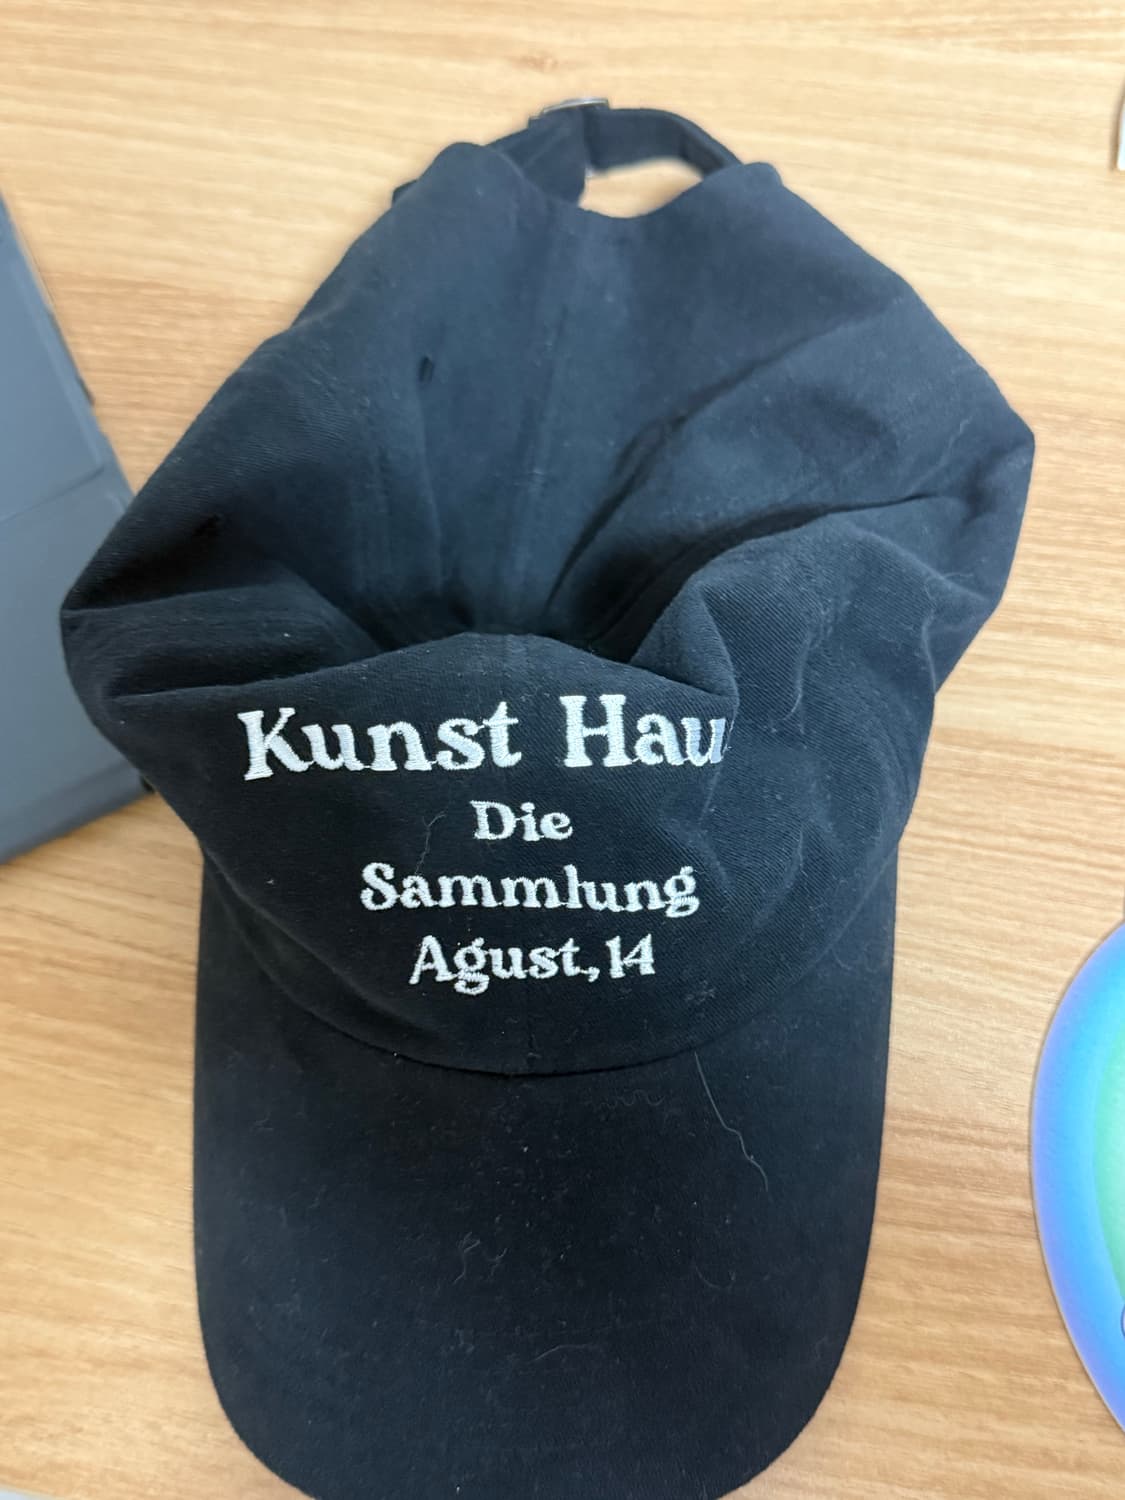 Kunst Hau
Die
Sammlung
Agust, 14